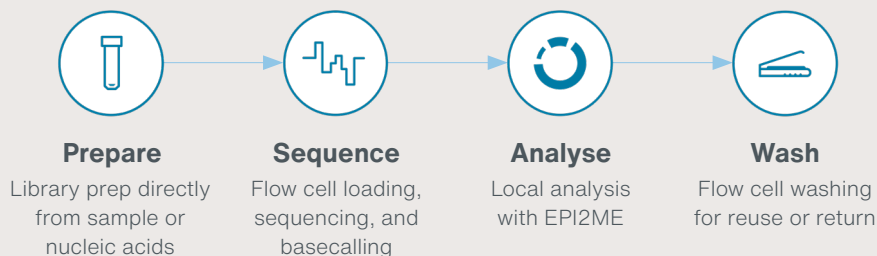 Prepare
Library prep directly
from sample or
nucleic acids
Sequence
Flow cell loading,
sequencing, and
basecalling
Analyse
Local analysis
with EPI2ME
Wash
Flow cell washing
for reuse or return